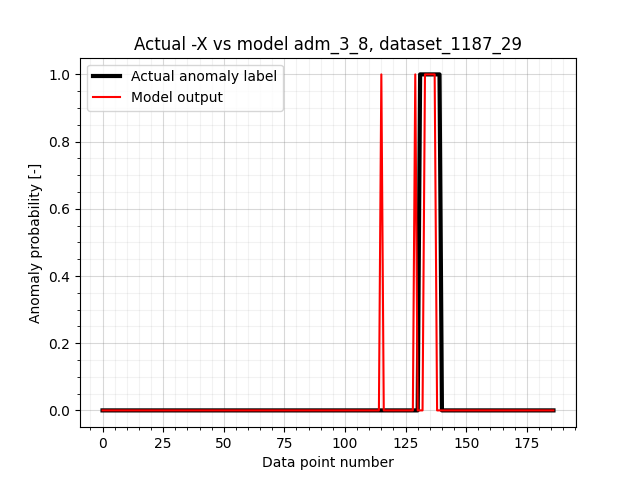 Actual -X vs model adm_3_8, dataset_1187_29
Actual anomaly label
Model output
Anomaly probability [-]
1.0
0.8
0.6
0.4
0.2
0.0
0 25 50 75 100 125 150 175
Data point number